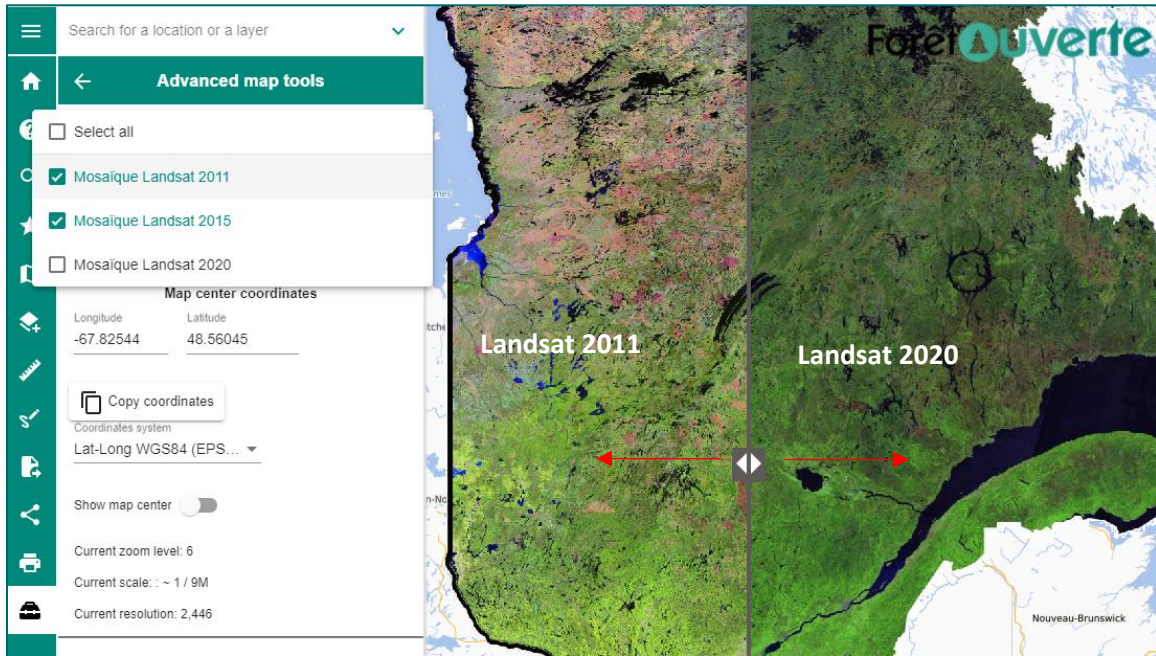 Search for a location or a layer
Advanced map tools
Select all
Mosaïque Landsat 2011
Mosaïque Landsat 2015
Mosaïque Landsat 2020
Map center coordinates
Longitude
Latitude
-67.82544
48.56045
Copy coordinates
Coordinates system
Lat-Long WGS84 (EPS...
Show map center
Current zoom level: 6
Current scale: : ~ 1 / 9M
Current resolution: 2,446
Forêt Ouverte
Landsat 2011
Landsat 2020
Nouveau-Brunswick